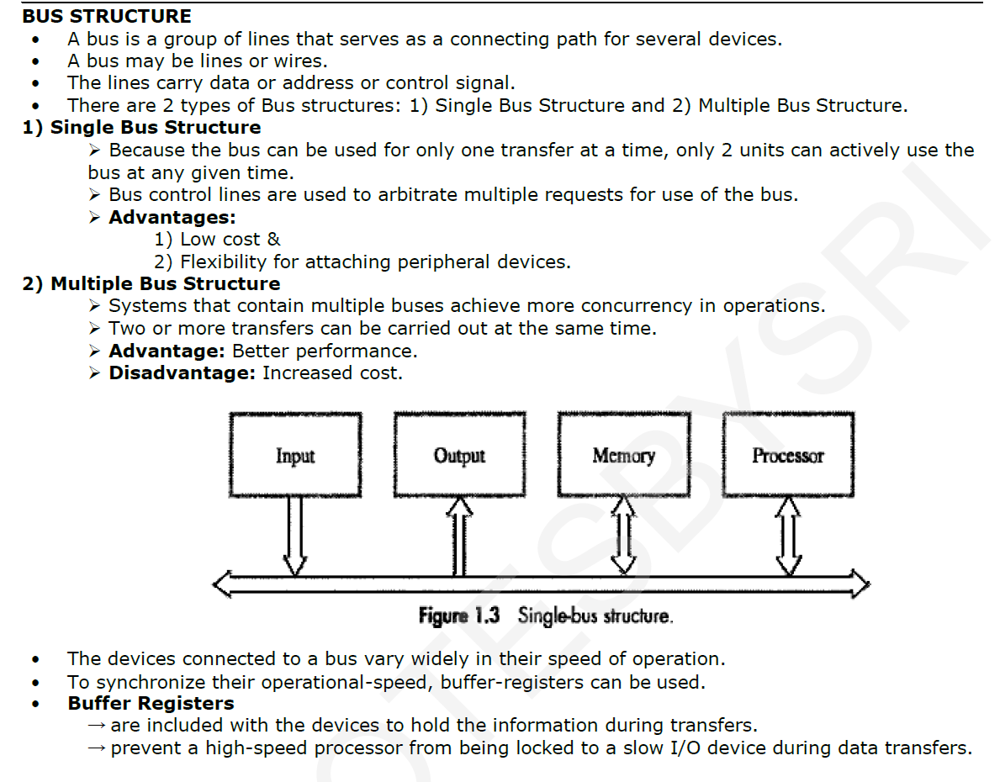 BUS STRUCTURE
• A bus is a group of lines that serves as a connecting path for several devices.
• A bus may be lines or wires.
• The lines carry data or address or control signal.
• There are 2 types of Bus structures: 1) Single Bus Structure and 2) Multiple Bus Structure.
1) Single Bus Structure
➢ Because the bus can be used for only one transfer at a time, only 2 units can actively use the
bus at any given time.
➢ Bus control lines are used to arbitrate multiple requests for use of the bus.
➢ Advantages:
1) Low cost &
2) Flexibility for attaching peripheral devices.
2) Multiple Bus Structure
➢ Systems that contain multiple buses achieve more concurrency in operations.
➢ Two or more transfers can be carried out at the same time.
➢ Advantage: Better performance.
➢ Disadvantage: Increased cost.
Input Output Memory Processor
Figure 1.3 Single-bus structure.
• The devices connected to a bus vary widely in their speed of operation.
• To synchronize their operational-speed, buffer-registers can be used.
• Buffer Registers
→ are included with the devices to hold the information during transfers.
→ prevent a high-speed processor from being locked to a slow I/O device during data transfers.
OTESBYSRI